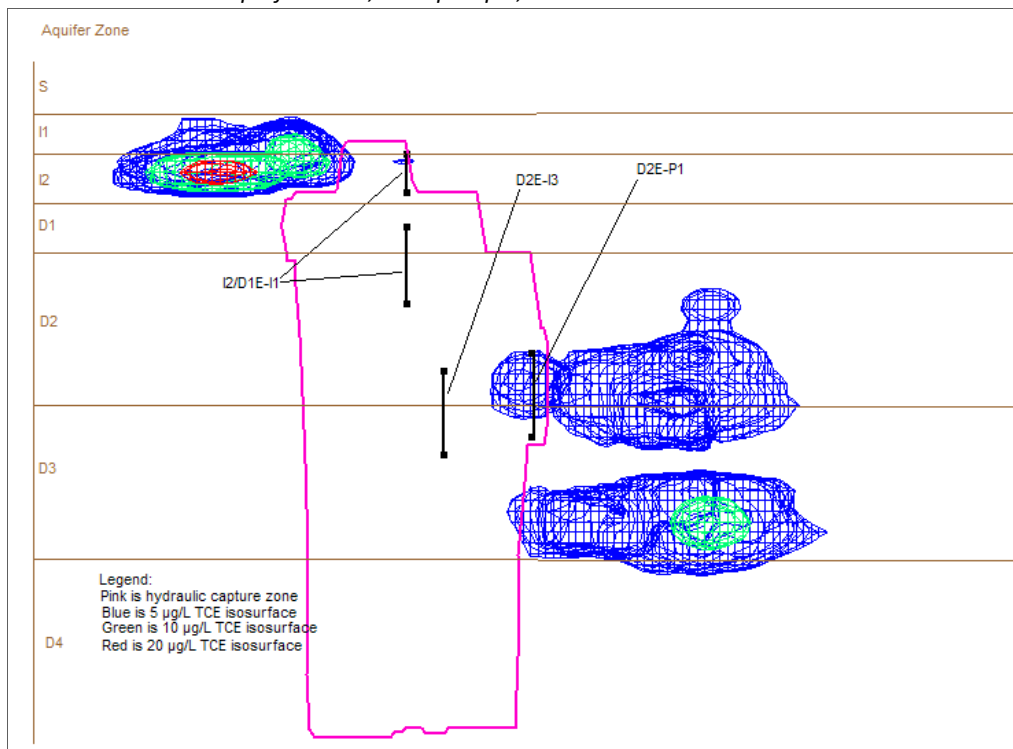 Aquifer Zone
S
I1
I2
D2E-I3
D2E-P1
D1
I2/D1E-I1
D2
D3
Legend:
Pink is hydraulic capture zone
Blue is 5 µg/L TCE isosurface
Green is 10 µg/L TCE isosurface
D4
Red is 20 µg/L TCE isosurface